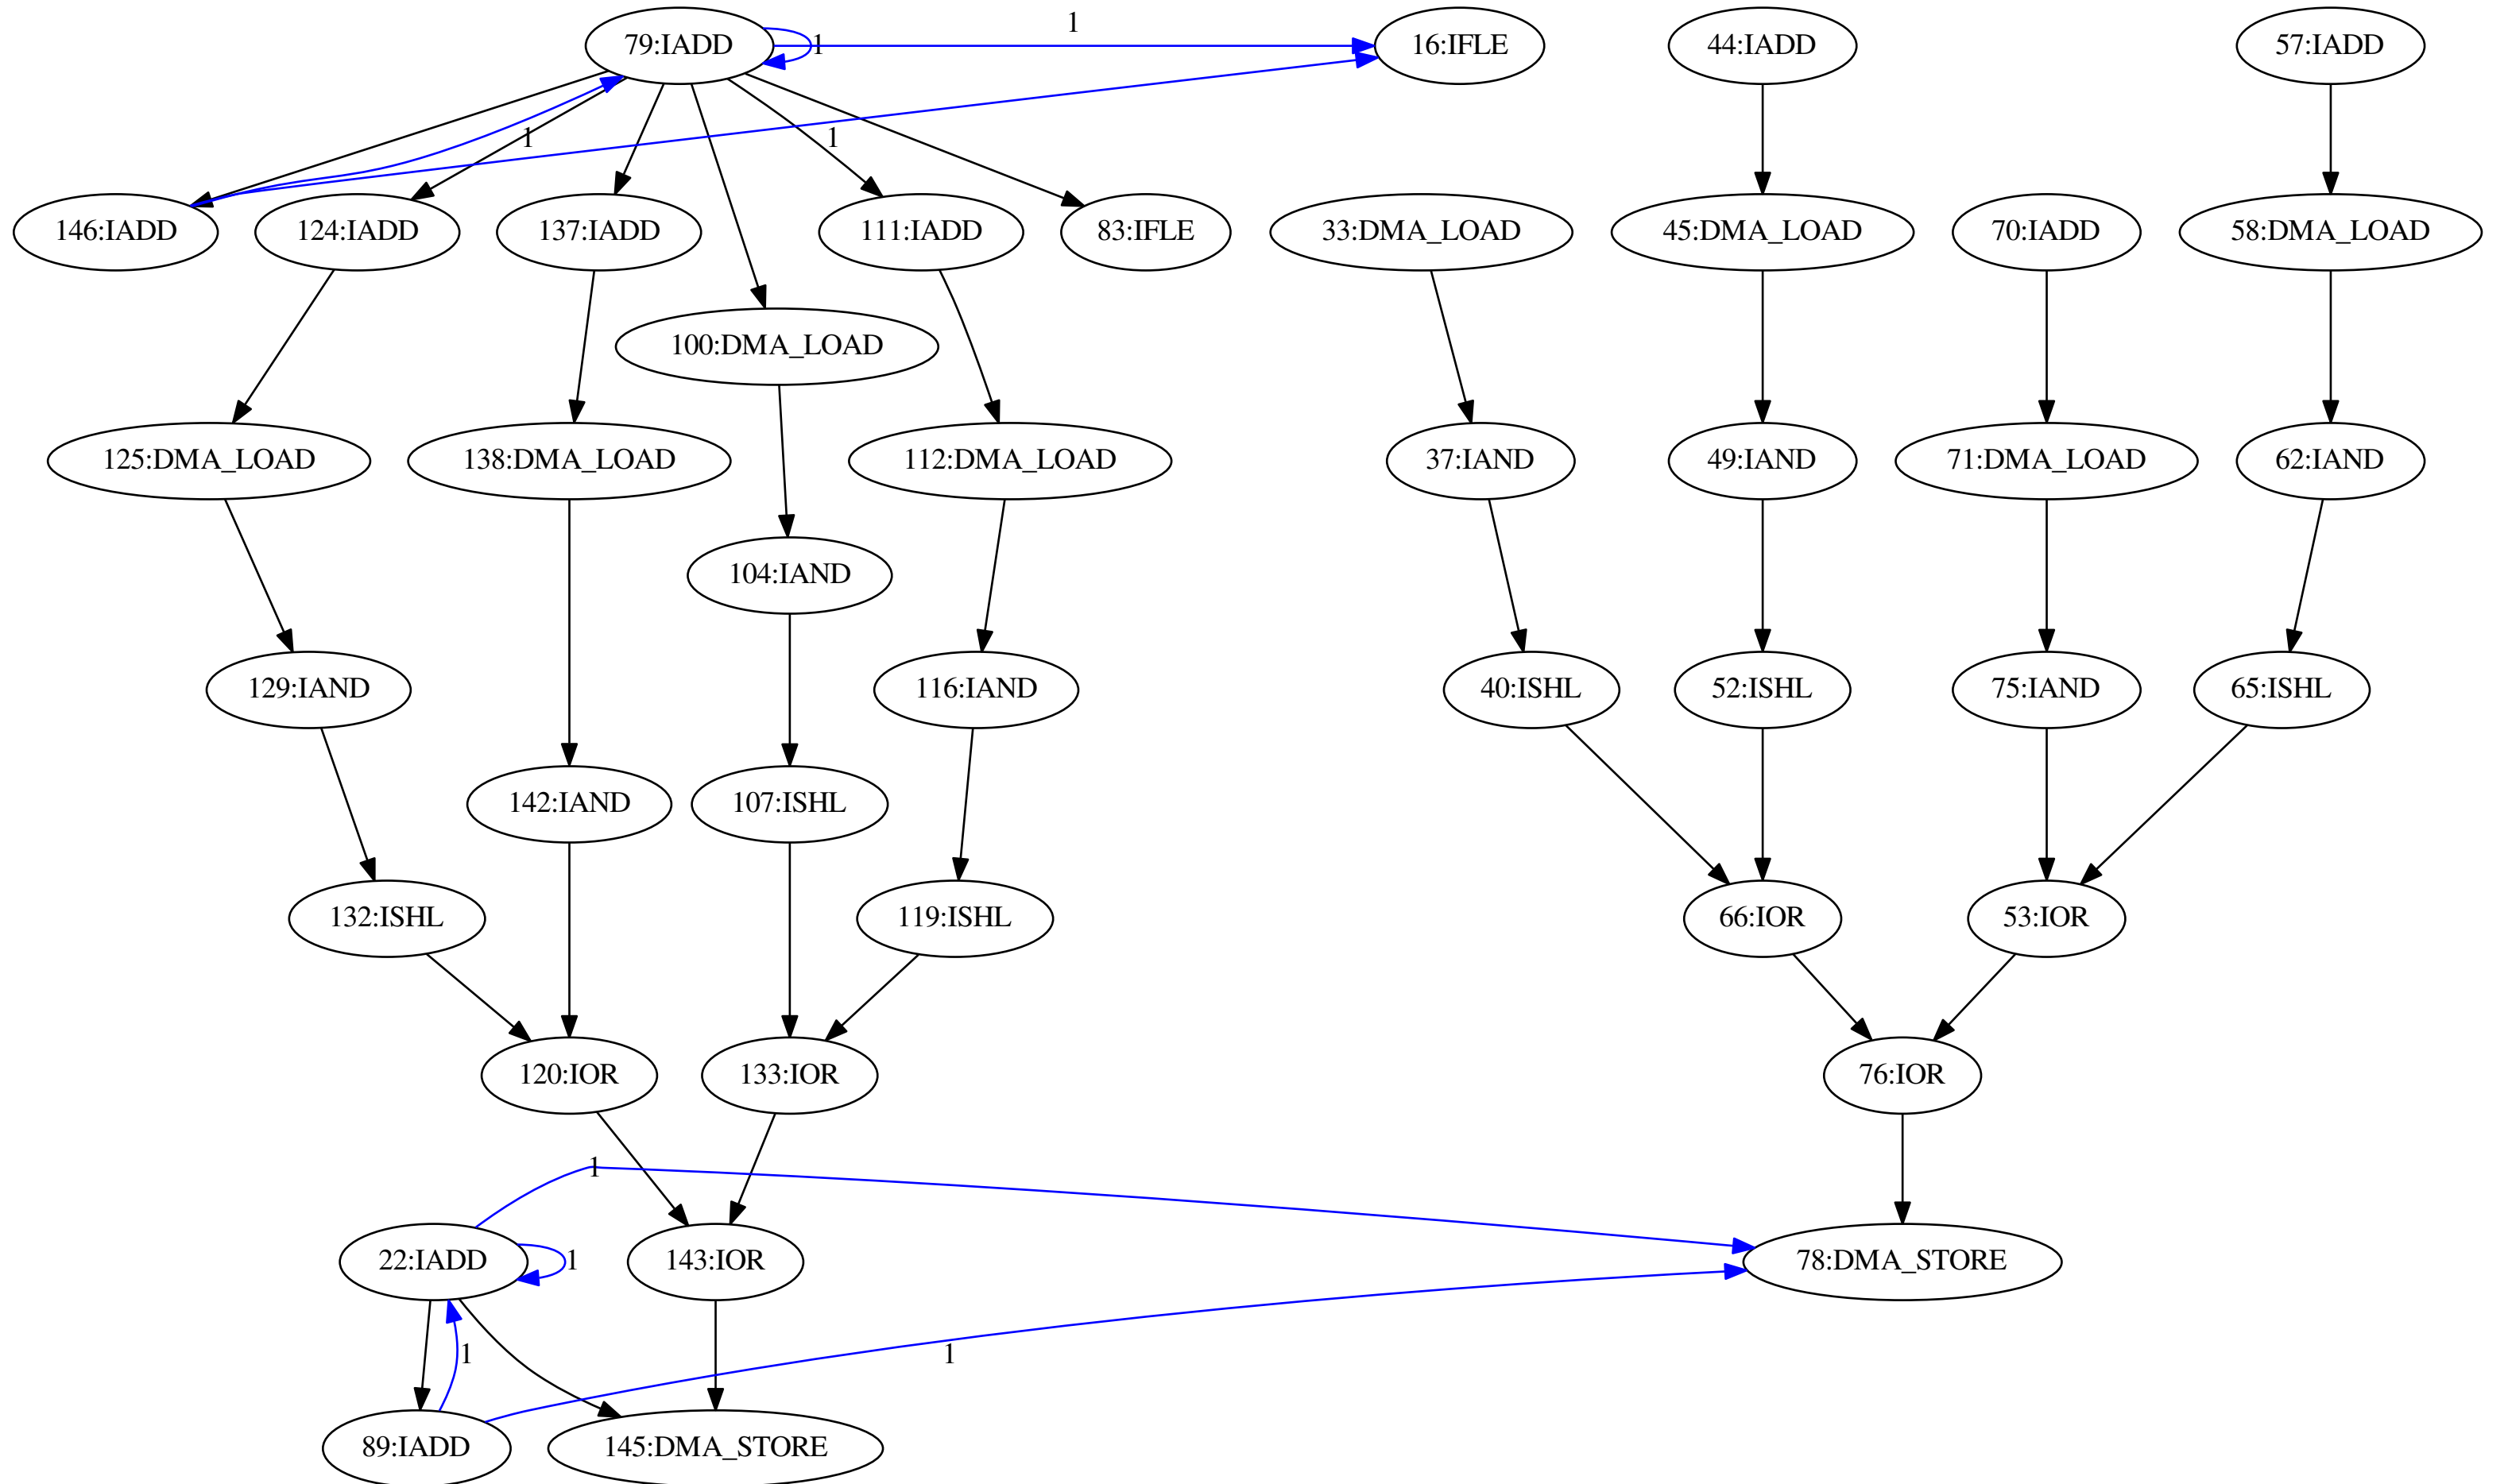 1
79:IADD
1
16:IFLE
44:IADD
57:IADD
1
1
146:IADD
124:IADD
137:IADD
111:IADD
83:IFLE
33:DMA_LOAD
45:DMA_LOAD
70:IADD
58:DMA_LOAD
100:DMA_LOAD
125:DMA_LOAD
138:DMA_LOAD
112:DMA_LOAD
37:IAND
49:IAND
71:DMA_LOAD
62:IAND
104:IAND
129:IAND
116:IAND
40:ISHL
52:ISHL
75:IAND
65:ISHL
142:IAND
107:ISHL
132:ISHL
119:ISHL
66:IOR
53:IOR
120:IOR
133:IOR
76:IOR
1
22:IADD
1
143:IOR
78:DMA_STORE
1
1
89:IADD
145:DMA_STORE